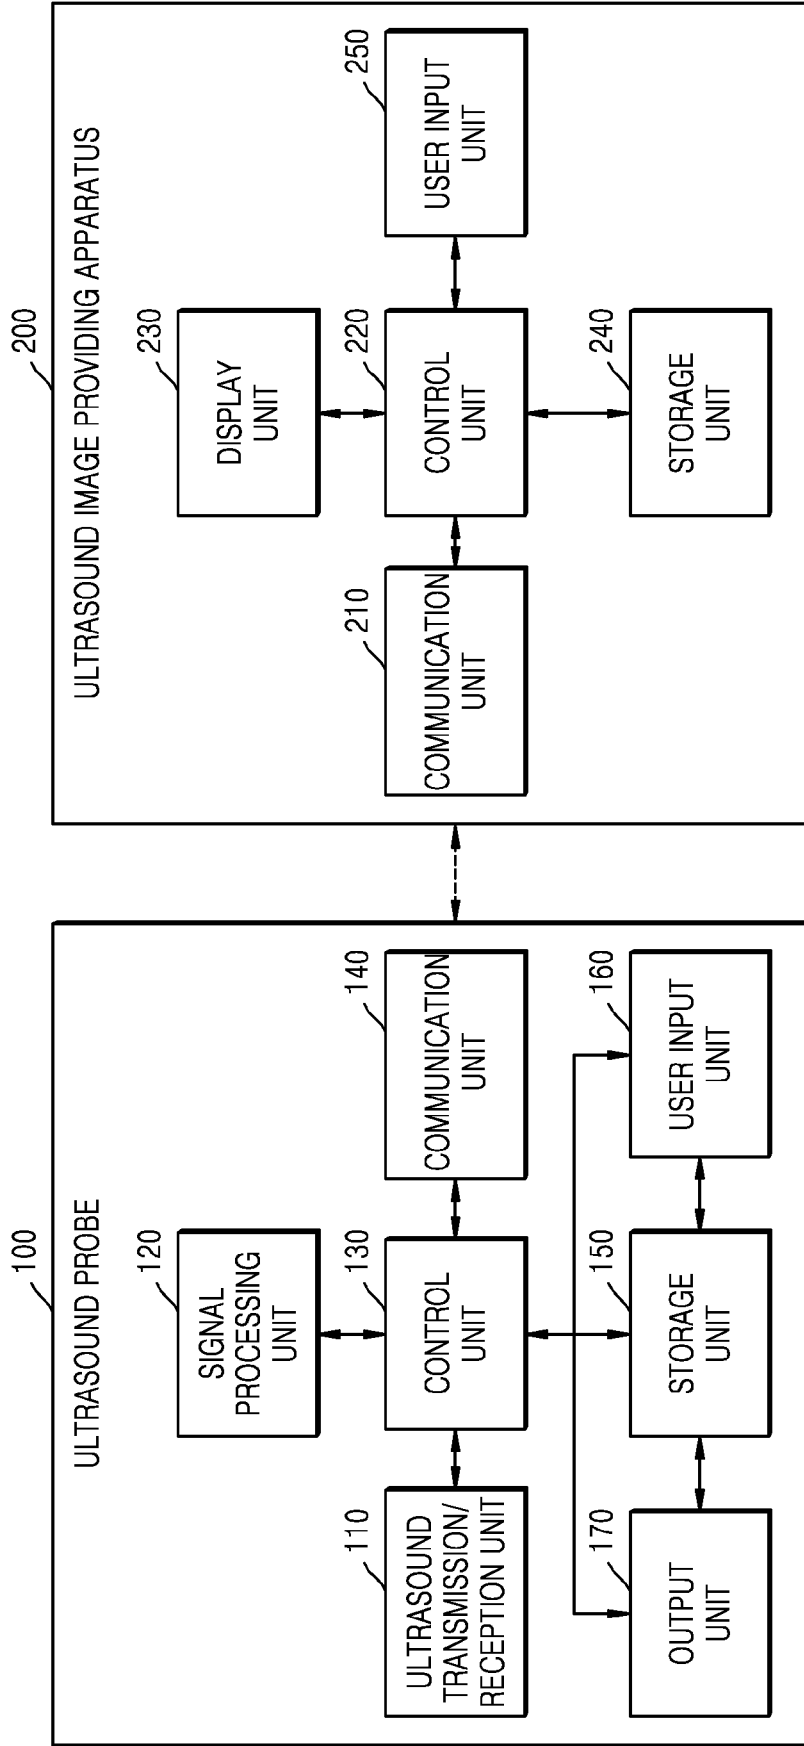 100
ULTRASOUND PROBE
120
SIGNAL
PROCESSING
UNIT
110
ULTRASOUND
TRANSMISSION/
RECEPTION UNIT
130
CONTROL
UNIT
140
COMMUNICATION
UNIT
170
OUTPUT
UNIT
150
STORAGE
UNIT
160
USER INPUT
UNIT
200
ULTRASOUND IMAGE PROVIDING APPARATUS
230
DISPLAY
UNIT
210
COMMUNICATION
UNIT
220
CONTROL
UNIT
250
USER INPUT
UNIT
240
STORAGE
UNIT